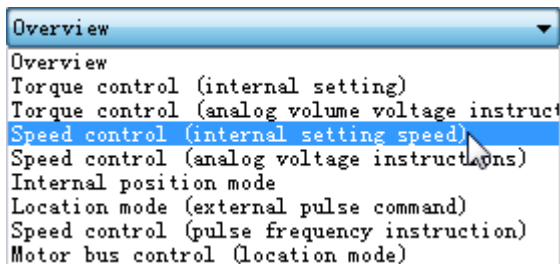 Overview
Overview
Torque control (internal setting)
Torque control (analog volume voltage instruct
Speed control (internal setting speed)
Speed control (analog voltage instructions)
Internal position mode
Location mode (external pulse command)
Speed control (pulse frequency instruction)
Motor bus control (location mode)